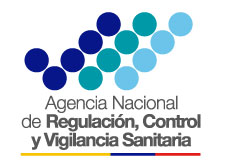 Agencia Nacional
de Regulación, Control
y Vigilancia Sanitaria